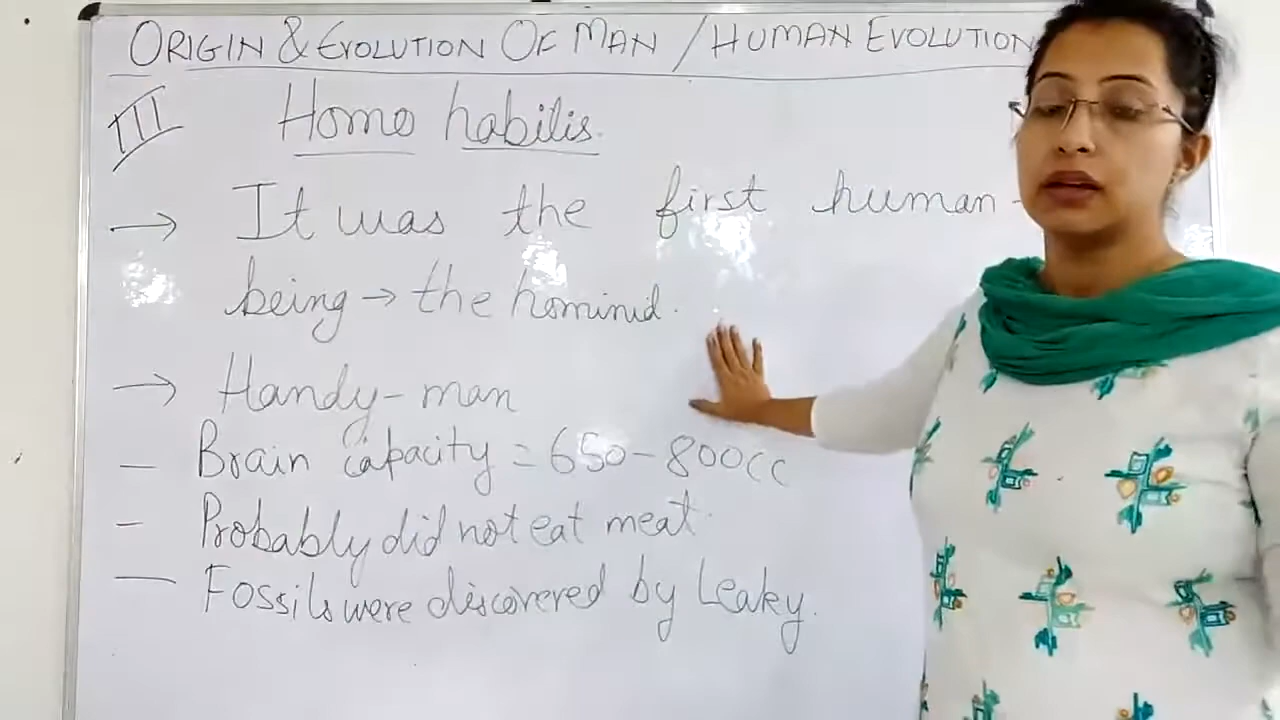 ORIGIN & EVOLUTION OF MAN / HUMAN EVOLUTION
III Homo habilis.
→ It was the first human-
being → the hominid.
→ Handy-man
- Brain capacity = 650-800cc
- Probably did not eat meat.
- Fossils were discovered by Leaky.